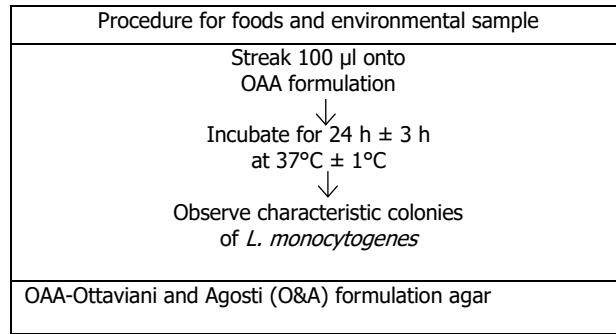 Procedure for foods and environmental sample
Streak 100 µl onto
OAA formulation
Incubate for 24 h ± 3 h
at 37°C ± 1°C
Observe characteristic colonies
of L. monocytogenes
OAA-Ottaviani and Agosti (O&A) formulation agar